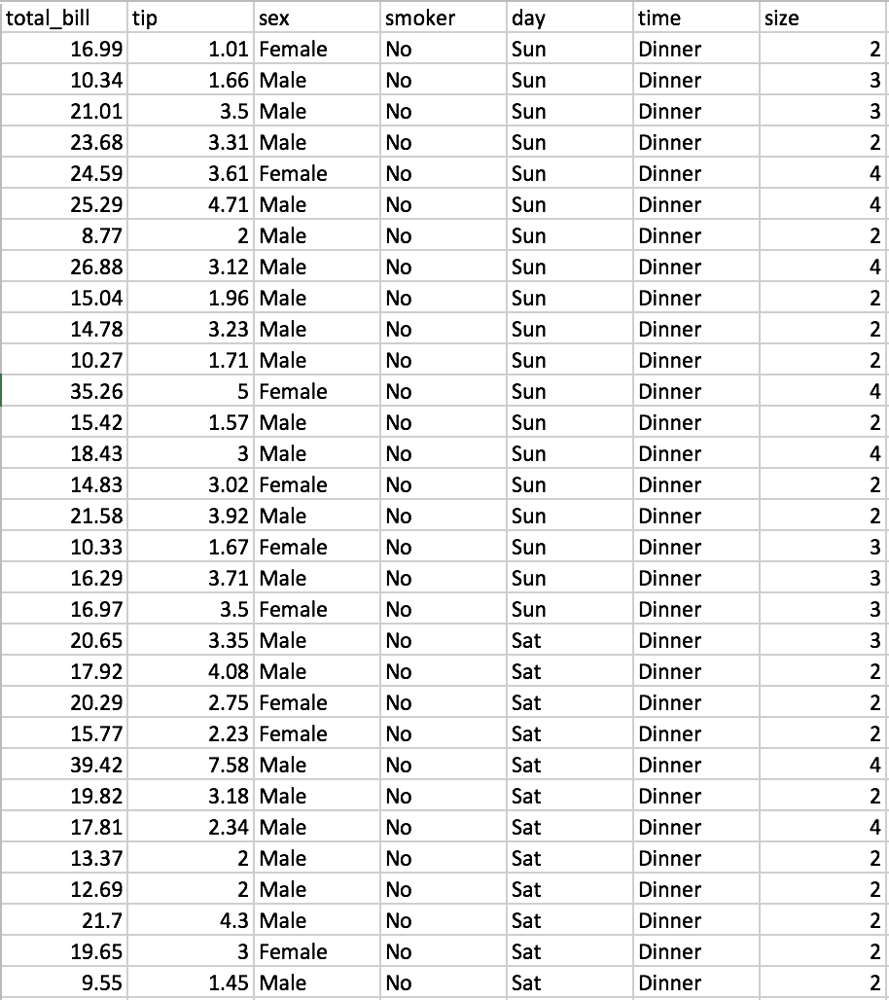 total_bill tip sex smoker day time size
16.99 1.01 Female No Sun Dinner 2
10.34 1.66 Male No Sun Dinner 3
21.01 3.5 Male No Sun Dinner 3
23.68 3.31 Male No Sun Dinner 2
24.59 3.61 Female No Sun Dinner 4
25.29 4.71 Male No Sun Dinner 4
8.77 2 Male No Sun Dinner 2
26.88 3.12 Male No Sun Dinner 4
15.04 1.96 Male No Sun Dinner 2
14.78 3.23 Male No Sun Dinner 2
10.27 1.71 Male No Sun Dinner 2
35.26 5 Female No Sun Dinner 4
15.42 1.57 Male No Sun Dinner 2
18.43 3 Male No Sun Dinner 4
14.83 3.02 Female No Sun Dinner 2
21.58 3.92 Male No Sun Dinner 2
10.33 1.67 Female No Sun Dinner 3
16.29 3.71 Male No Sun Dinner 3
16.97 3.5 Female No Sun Dinner 3
20.65 3.35 Male No Sat Dinner 3
17.92 4.08 Male No Sat Dinner 2
20.29 2.75 Female No Sat Dinner 2
15.77 2.23 Female No Sat Dinner 2
39.42 7.58 Male No Sat Dinner 4
19.82 3.18 Male No Sat Dinner 2
17.81 2.34 Male No Sat Dinner 4
13.37 2 Male No Sat Dinner 2
12.69 2 Male No Sat Dinner 2
21.7 4.3 Male No Sat Dinner 2
19.65 3 Female No Sat Dinner 2
9.55 1.45 Male No Sat Dinner 2